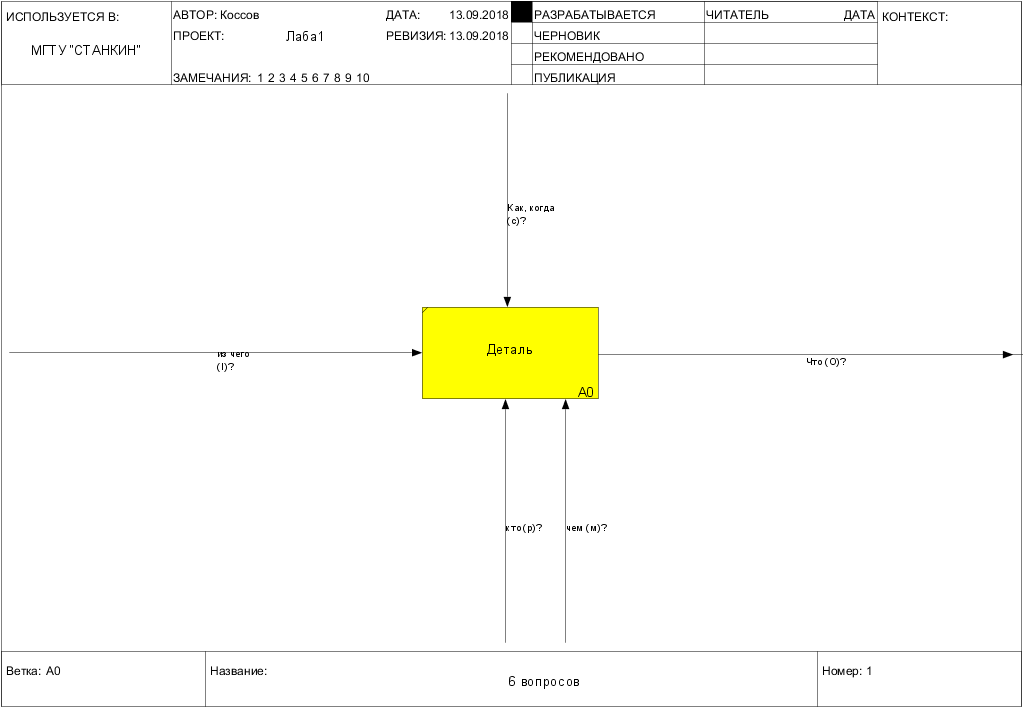 ИСПОЛЬЗУЕТСЯ В:
МГТУ "СТАНКИН"
АВТОР: Коссов
ДАТА: 13.09.2018
ПРОЕКТ: Лаба1
РЕВИЗИЯ: 13.09.2018
ЗАМЕЧАНИЯ: 1 2 3 4 5 6 7 8 9 10
РАЗРАБАТЫВАЕТСЯ
ЧЕРНОВИК
РЕКОМЕНДОВАНО
ПУБЛИКАЦИЯ
ЧИТАТЕЛЬ ДАТА
КОНТЕКСТ:
Как, когда
(с)?
из чего
(I)?
Деталь
A0
Что (O)?
кто(р)?
чем (м)?
Ветка: A0
Название:
6 вопросов
Номер: 1